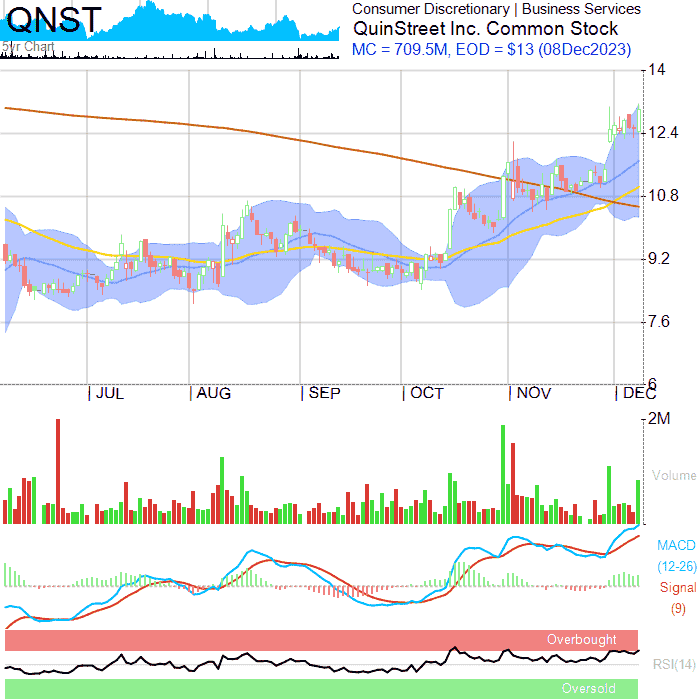 QNST
5yr Chart
Consumer Discretionary | Business Services
QuinStreet Inc. Common Stock
MC = 709.5M, EOD = $13 (08Dec2023)
14
12.4
10.8
9.2
7.6
6
JUL AUG SEP OCT NOV DEC
2M
Volume
MACD
(12-26)
Signal
(9)
Overbought
RSI(14)
Oversold